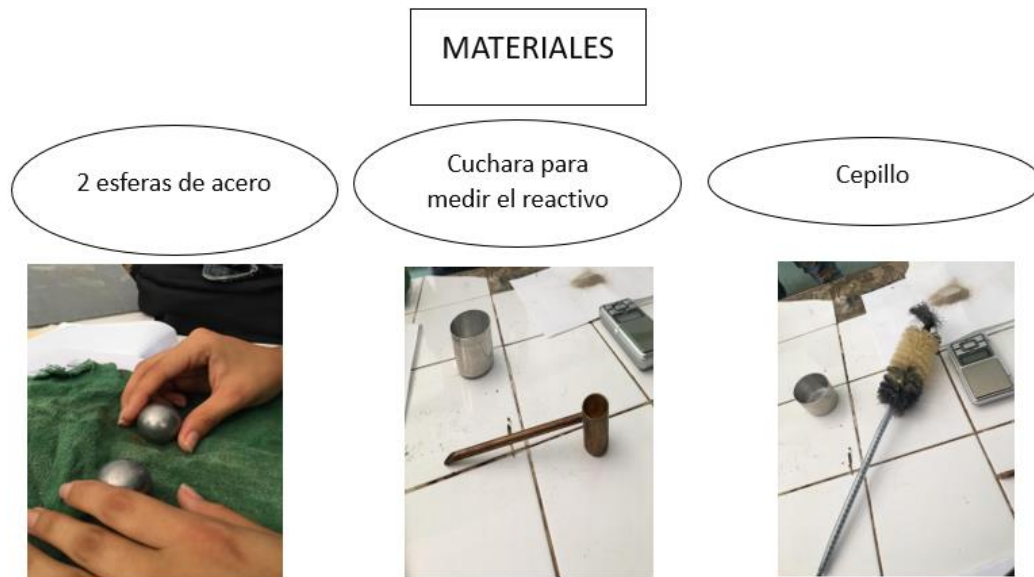 MATERIALES
2 esferas de acero
Cuchara para
medir el reactivo
Cepillo